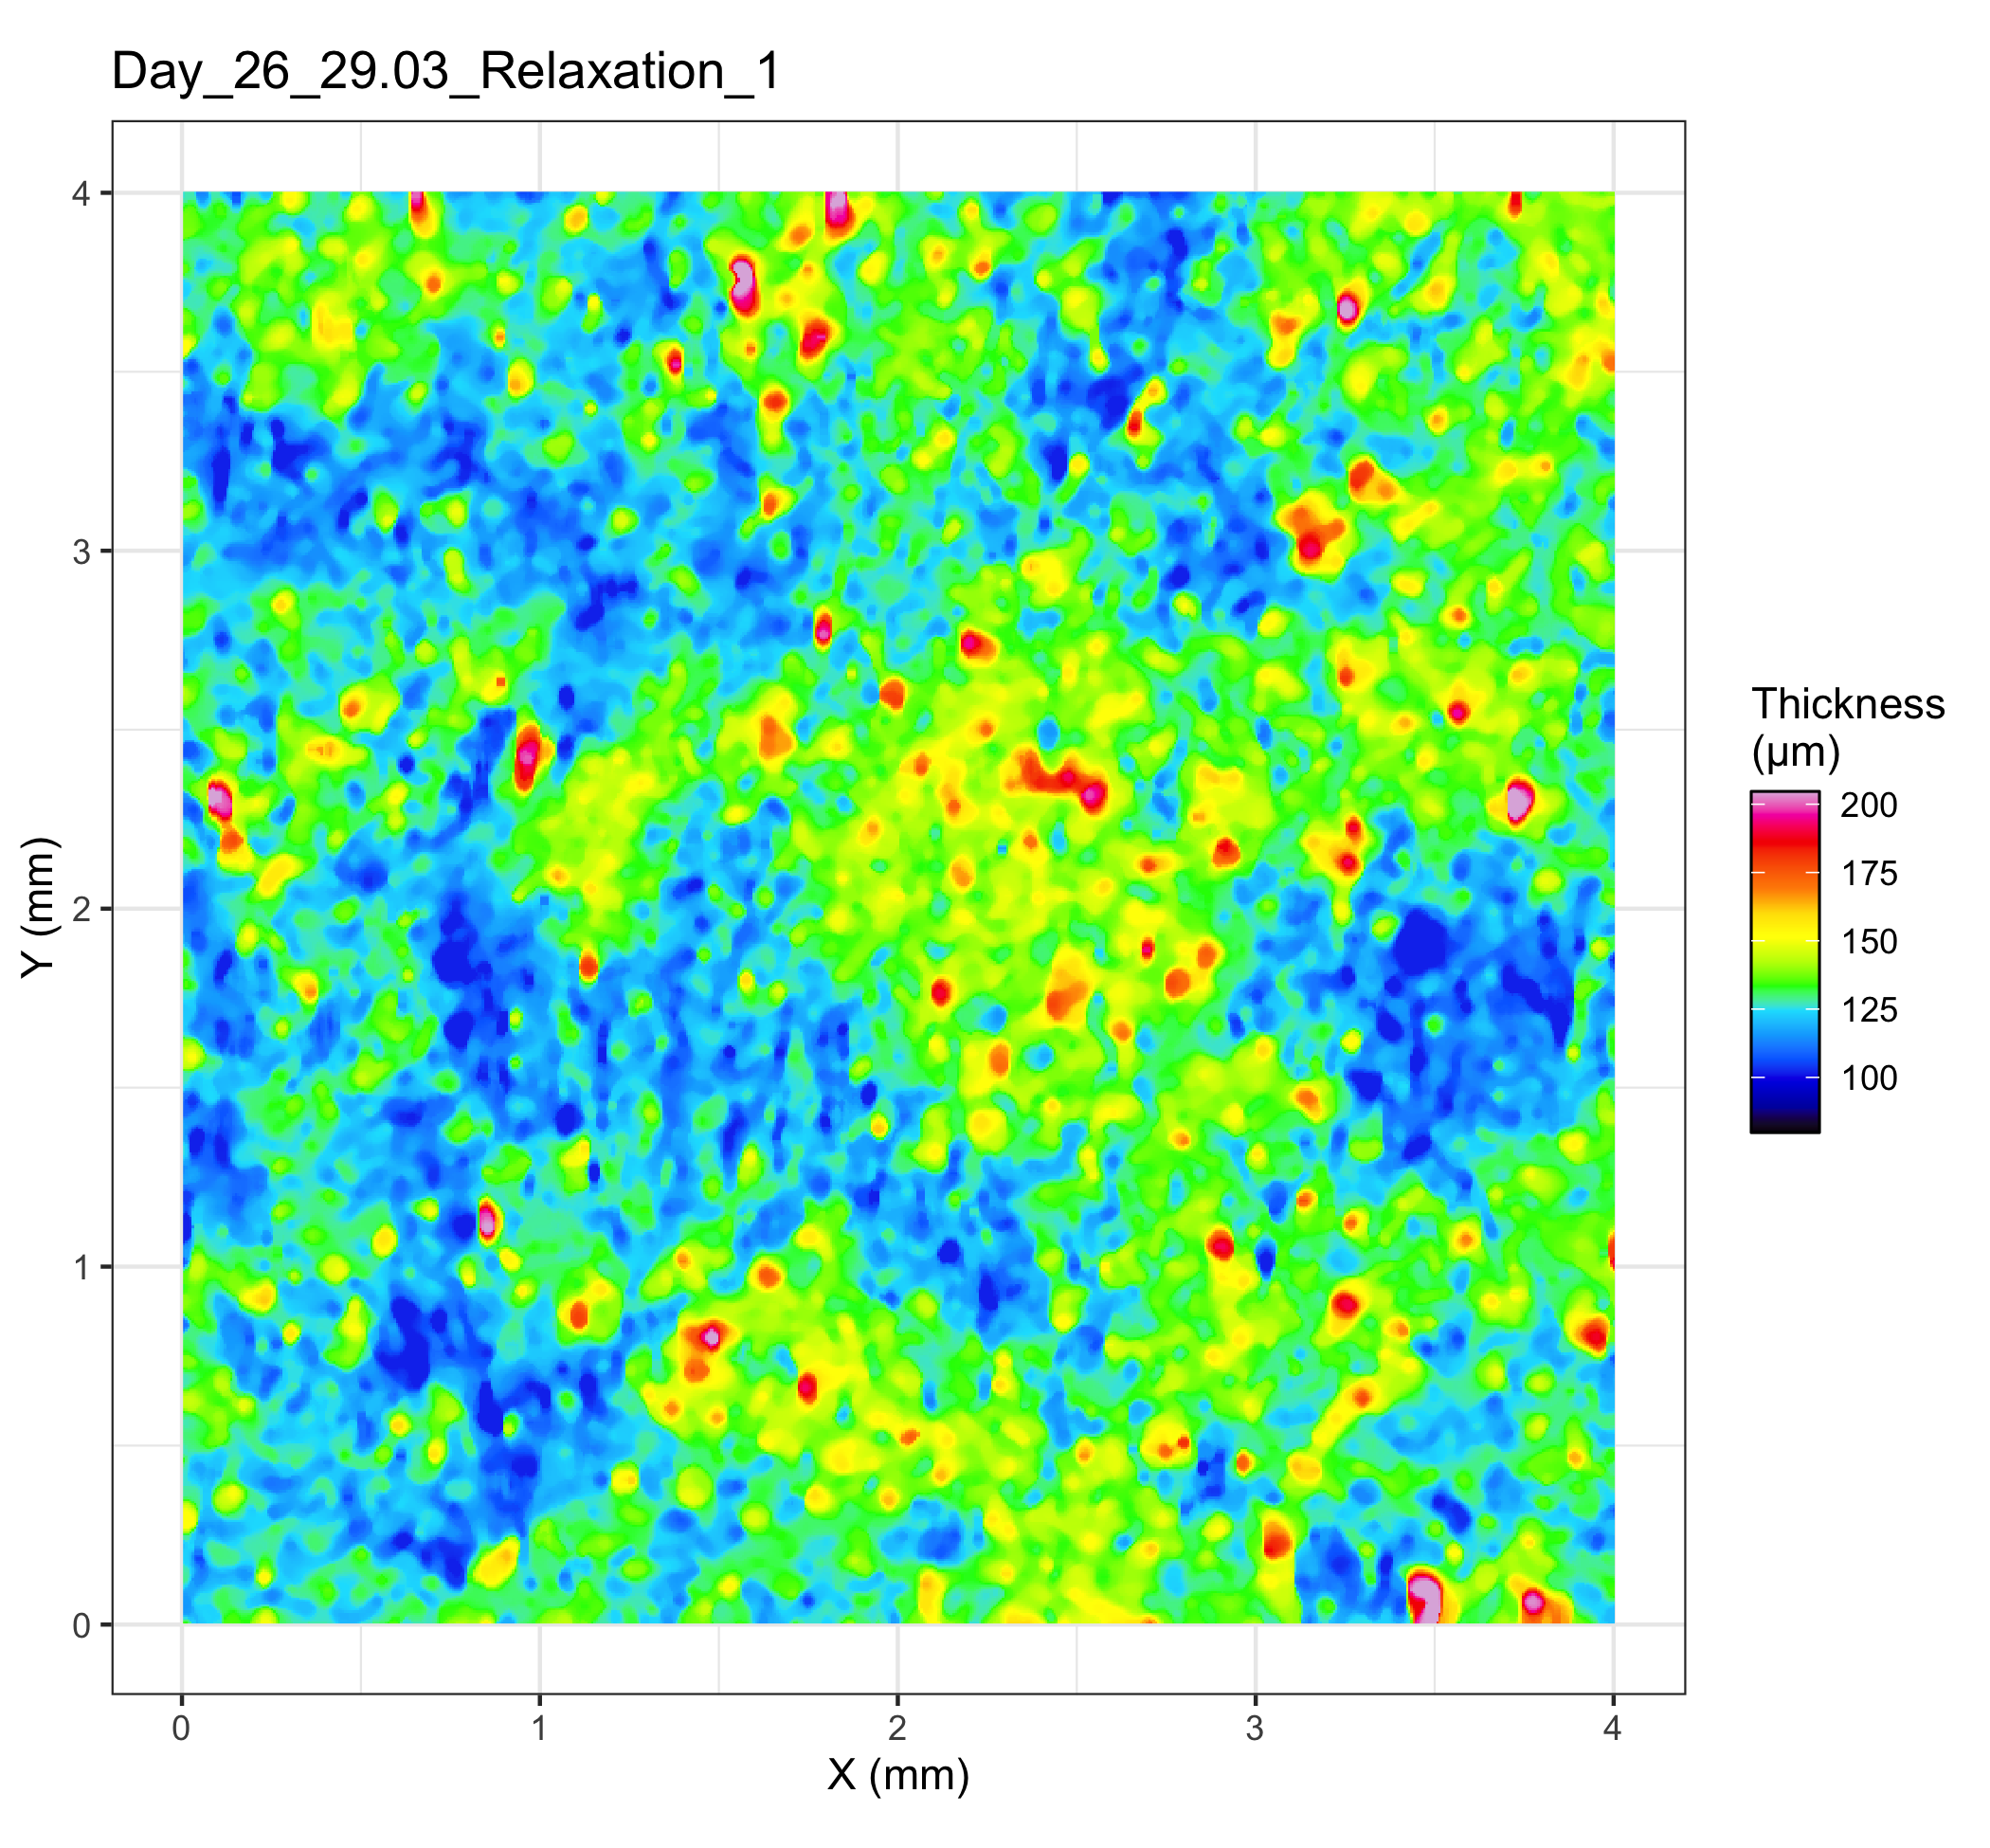 Day_26_29.03_Relaxation_1
4
3
2
1
0
Y (mm)
0 1 2 3 4
X (mm)
Thickness
(μm)
200
175
150
125
100